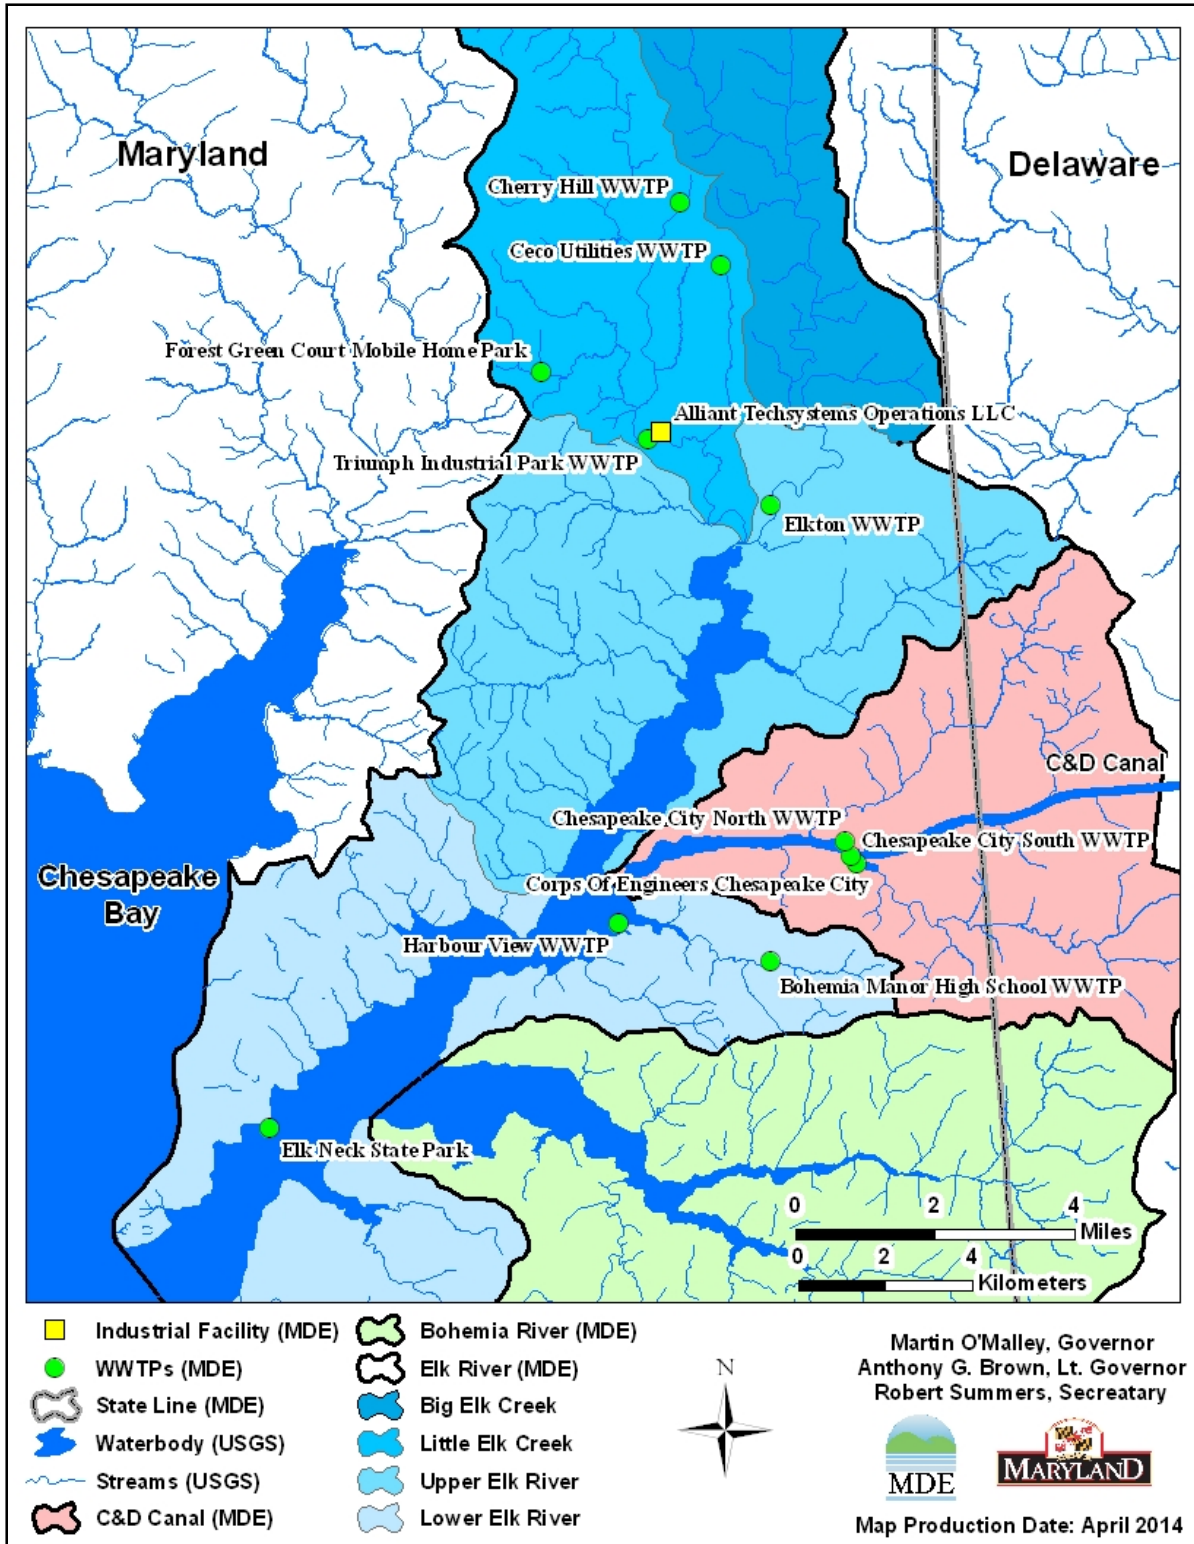 Maryland
Delaware
Cherry Hill WWTP
Ceco Utilities WWTP
Forest Green Court Mobile Home Park
Alliant Techsystems Operations LLC
Triumph Industrial Park WWTP
Elkton WWTP
C&D Canal
Chesapeake City North WWTP
Chesapeake City South WWTP
Chesapeake
Bay
Corps Of Engineers Chesapeake City
Harbour View WWTP
Bohemia Manor High School WWTP
Elk Neck State Park
0 2 4
Miles
0 2 4
Kilometers
Industrial Facility (MDE)
WWTPs (MDE)
State Line (MDE)
Waterbody (USGS)
Streams (USGS)
C&D Canal (MDE)
Bohemia River (MDE)
Elk River (MDE)
Big Elk Creek
Little Elk Creek
Upper Elk River
Lower Elk River
N
Martin O'Malley, Governor
Anthony G. Brown, Lt. Governor
Robert Summers, Secreatary
MDE
MARYLAND
Map Production Date: April 2014